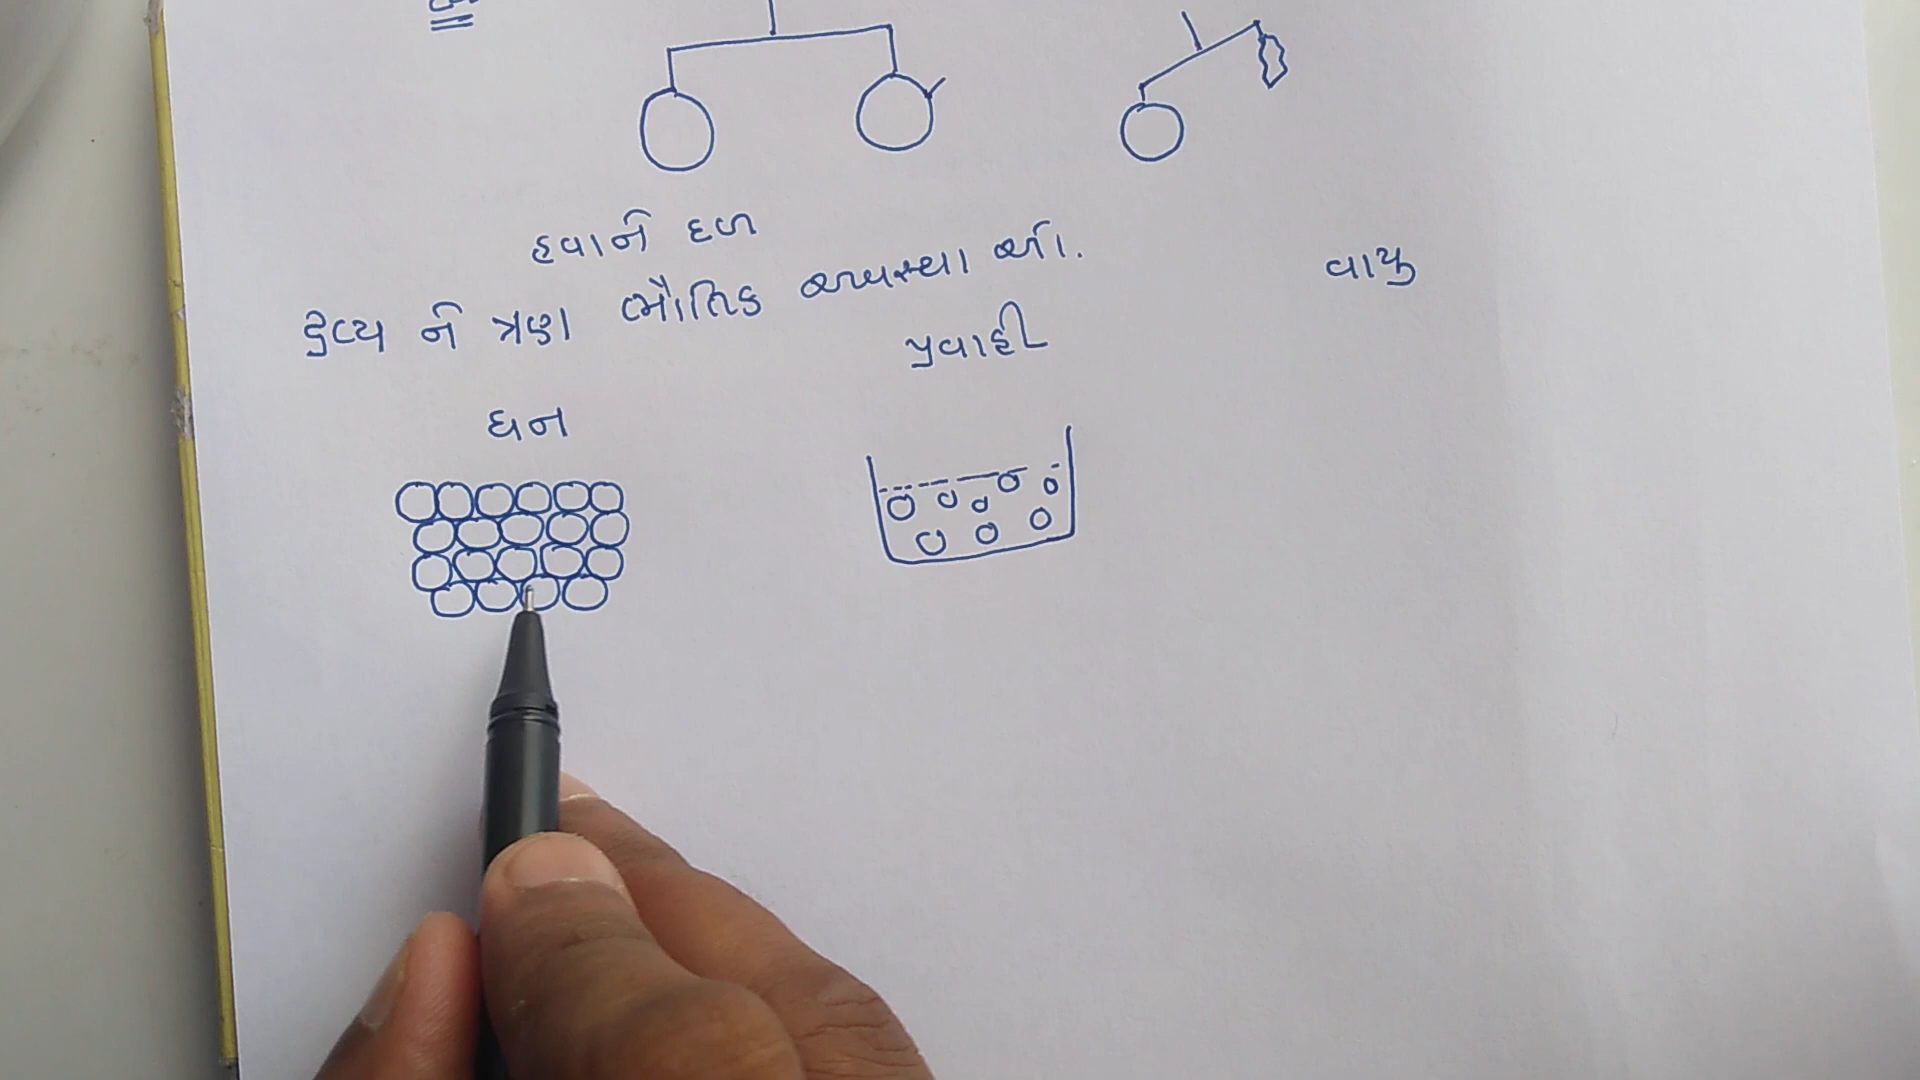 હવાને દળ
દ્રવ્ય ને ત્રણ ભૌતિક અવસ્થા ઓ.
ઘન
પ્રવાહી
વાયુ